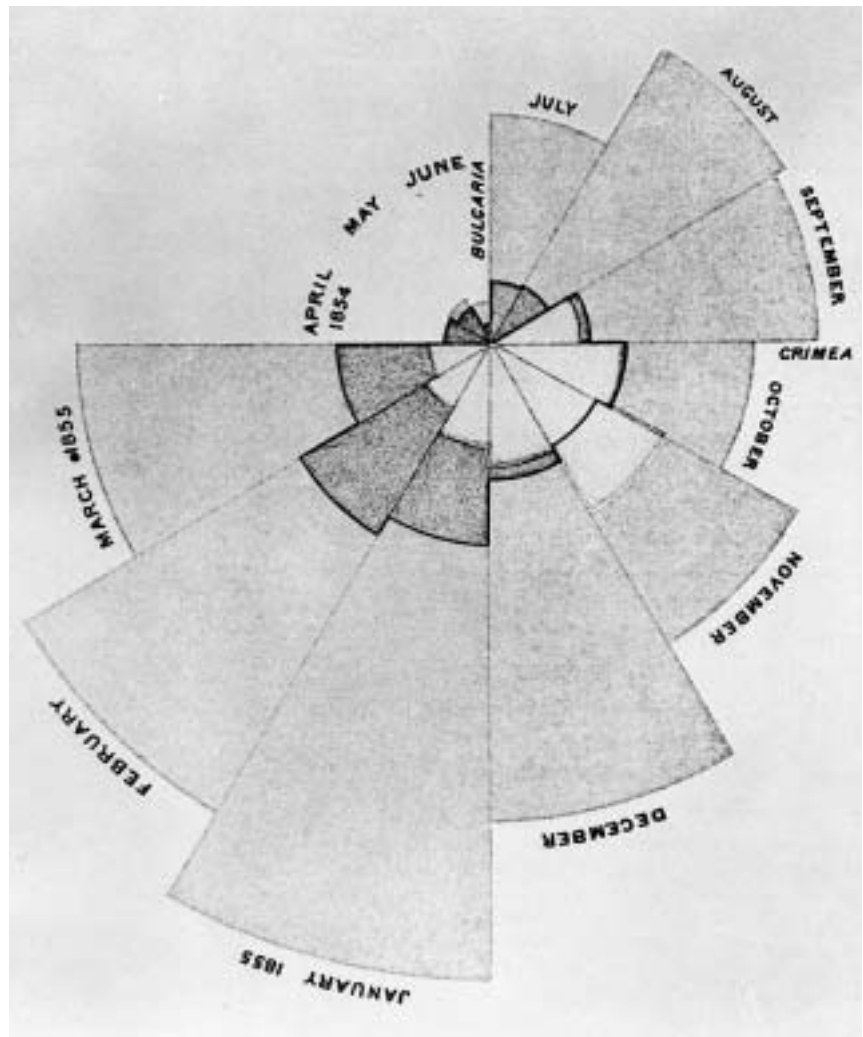 APRIL
1854
MAY
JUNE
BULGARIA
JULY
AUGUST
SEPTEMBER
CRIMEA
OCTOBER
NOVEMBER
DECEMBER
JANUARY 1855
FEBRUARY
MARCH 1855